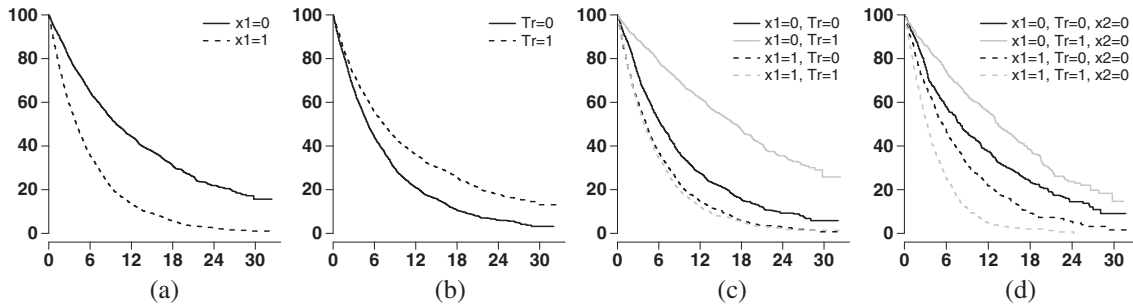 x1=0
x1=1
100
80
60
40
20
0
0 6 12 18 24 30
(a)
Tr=0
Tr=1
100
80
60
40
20
0
0 6 12 18 24 30
(b)
x1=0, Tr=0
x1=0, Tr=1
x1=1, Tr=0
x1=1, Tr=1
100
80
60
40
20
0
0 6 12 18 24 30
(c)
x1=0, Tr=0, x2=0
x1=0, Tr=1, x2=0
x1=1, Tr=0, x2=0
x1=1, Tr=1, x2=0
100
80
60
40
20
0
0 6 12 18 24 30
(d)